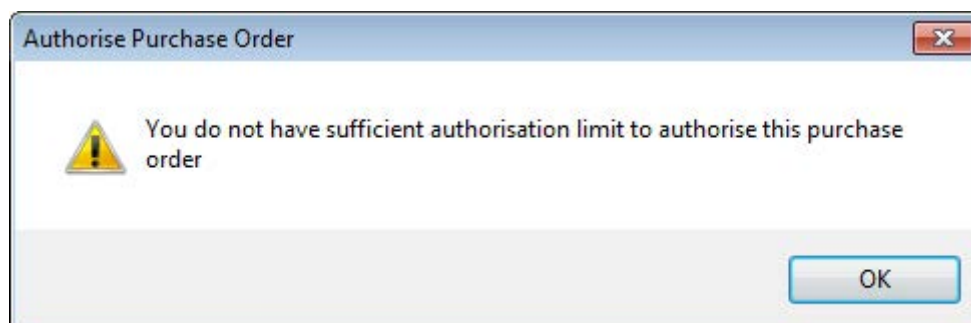 Authorise Purchase Order
You do not have sufficient authorisation limit to authorise this purchase
order
OK